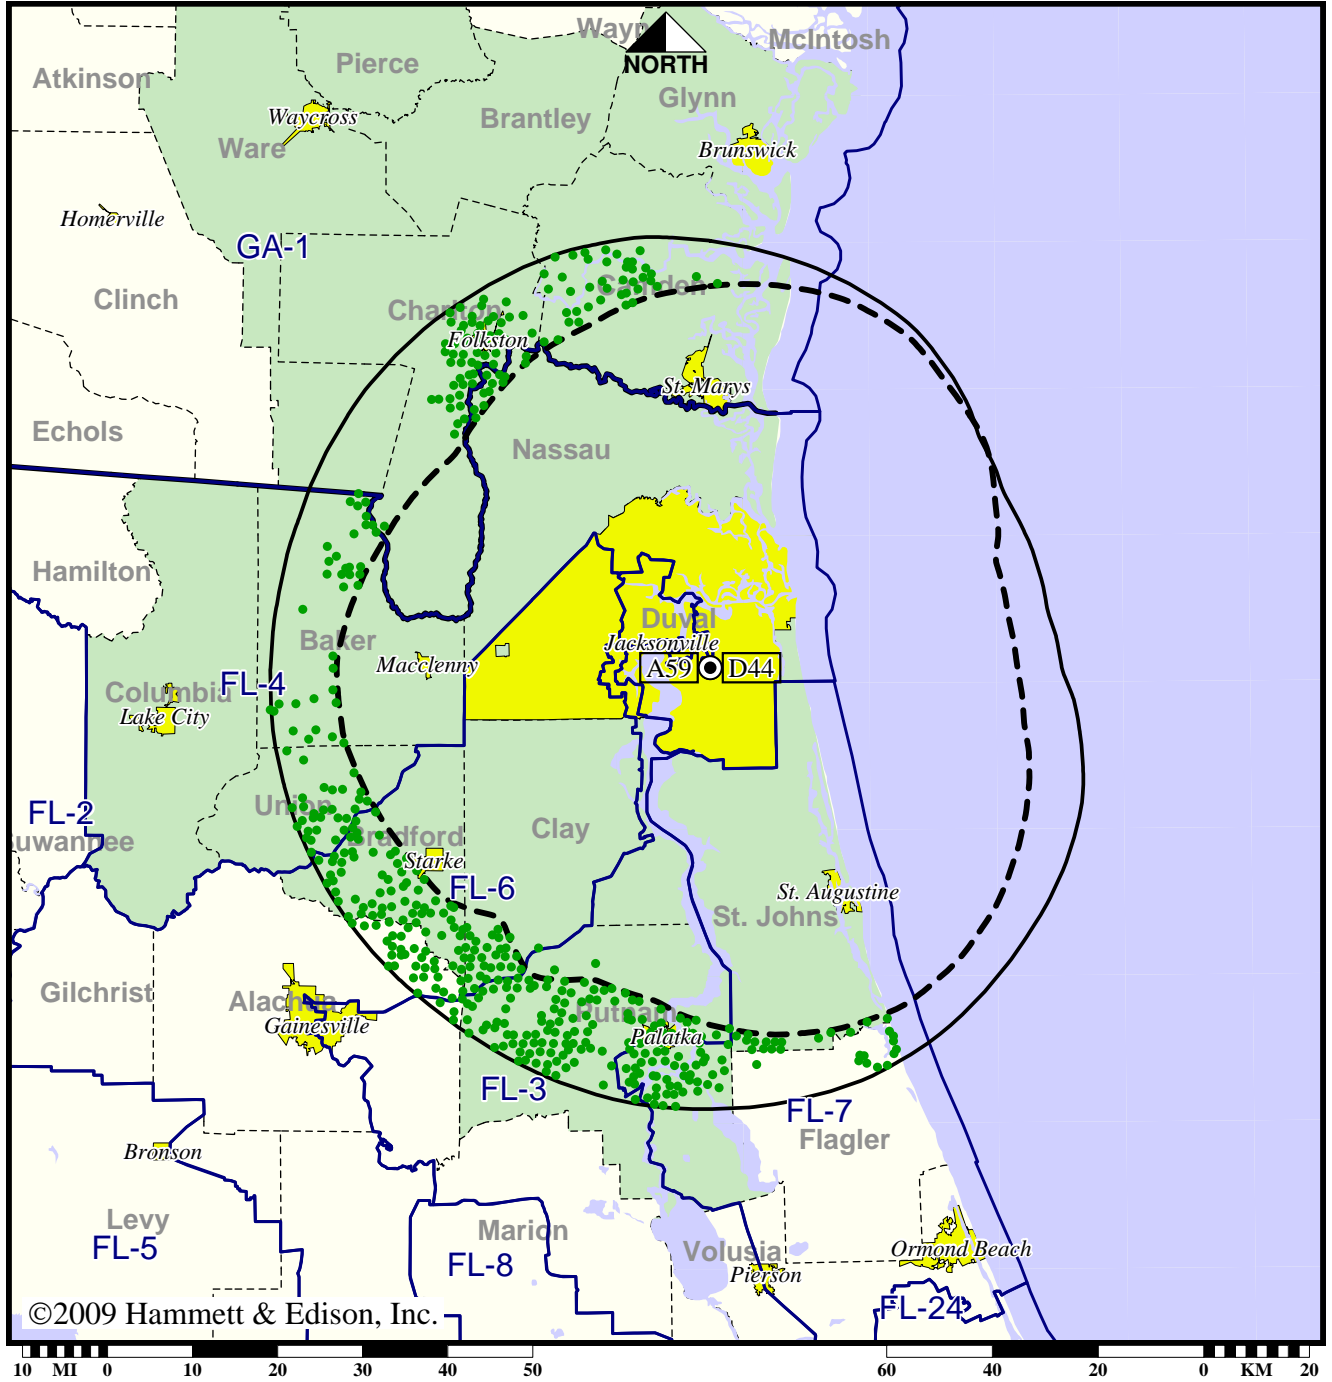 Wayn
McIntosh
Pierce
Atkinson
NORTH
Glynn
Waycross
Brantley
Ware
Brunswick
Homerville
GA-1
Clinch
Camden
Charlton
Folkston
St. Marys
Echols
Nassau
Hamilton
Duval
Baker
Jacksonville
Macclenny
A59
D44
FL-4
Columbia
Lake City
Union
FL-2
Bradford
Clay
uwannee
Starke
FL-6
St. Augustine
St. Johns
Gilchrist
Alachua
Putnam
Gainesville
Palatka
FL-3
FL-7
Flagler
Bronson
Levy
Marion
FL-5
Volusia
Ormond Beach
FL-8
Pierson
©2009 Hammett & Edison, Inc.
FL-24
10 MI 0 10 20 30 40 50 60 40 20 0 KM 20